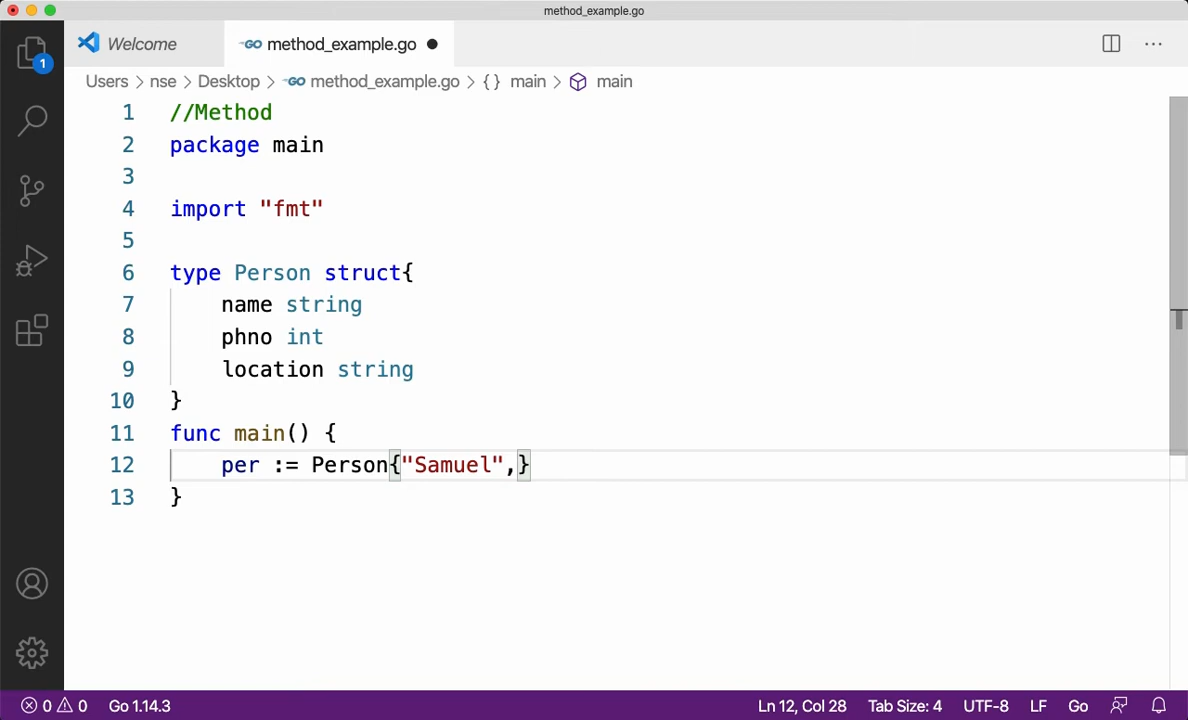 method_example.go
Welcome
GO method_example.go
1
Users > nse > Desktop > GO method_example.go > {} main > main
1 //Method
2 package main
3
4 import "fmt"
5
6 type Person struct{
7 name string
8 phno int
9 location string
10 }
11 func main() {
12 per := Person{"Samuel",}
13 }
0 0 Go 1.14.3 Ln 12, Col 28 Tab Size: 4 UTF-8 LF Go